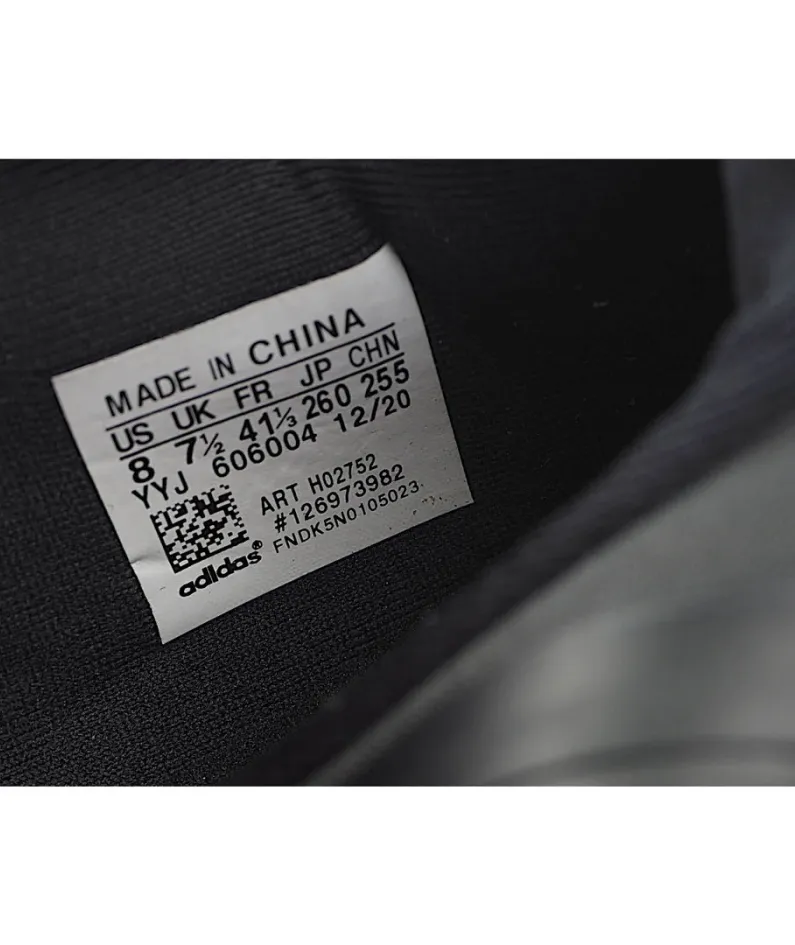 MADE IN CHINA
US UK FR JP CHN
8 7½ 41⅓ 260 255
YYJ 606004 12/20
ART H02752
#126973982
FNDK5N0105023
adidas®